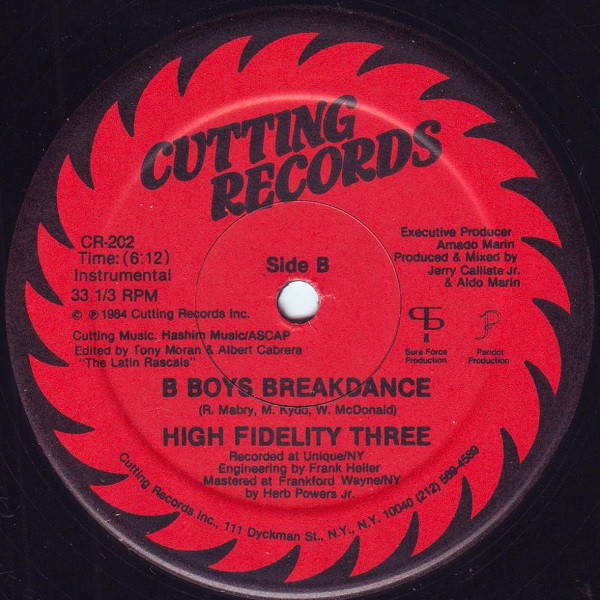 CUTTING
RECORDS
CR-202
Time: (6:12)
Instrumental
33 1/3 RPM
© ℗ 1984 Cutting Records Inc.
Cutting Music. Hashim Music/ASCAP
Edited by Tony Moran & Albert Cabrera
"The Latin Rascals"
Side B
Executive Producer
Amado Marin
Produced & Mixed by
Jerry Calliste Jr.
& Aldo Marin
Sure Force
Production
Pandot
Production
B BOYS BREAKDANCE
(R. Mabry, M. Kydd, W. McDonald)
HIGH FIDELITY THREE
Recorded at Unique/NY
Engineering by Frank Heller
Mastered at Frankford Wayne/NY
by Herb Powers Jr.
Cutting Records.Inc., 111 Dyckman St., N.Y., N.Y. 10040 (212) 569-4589